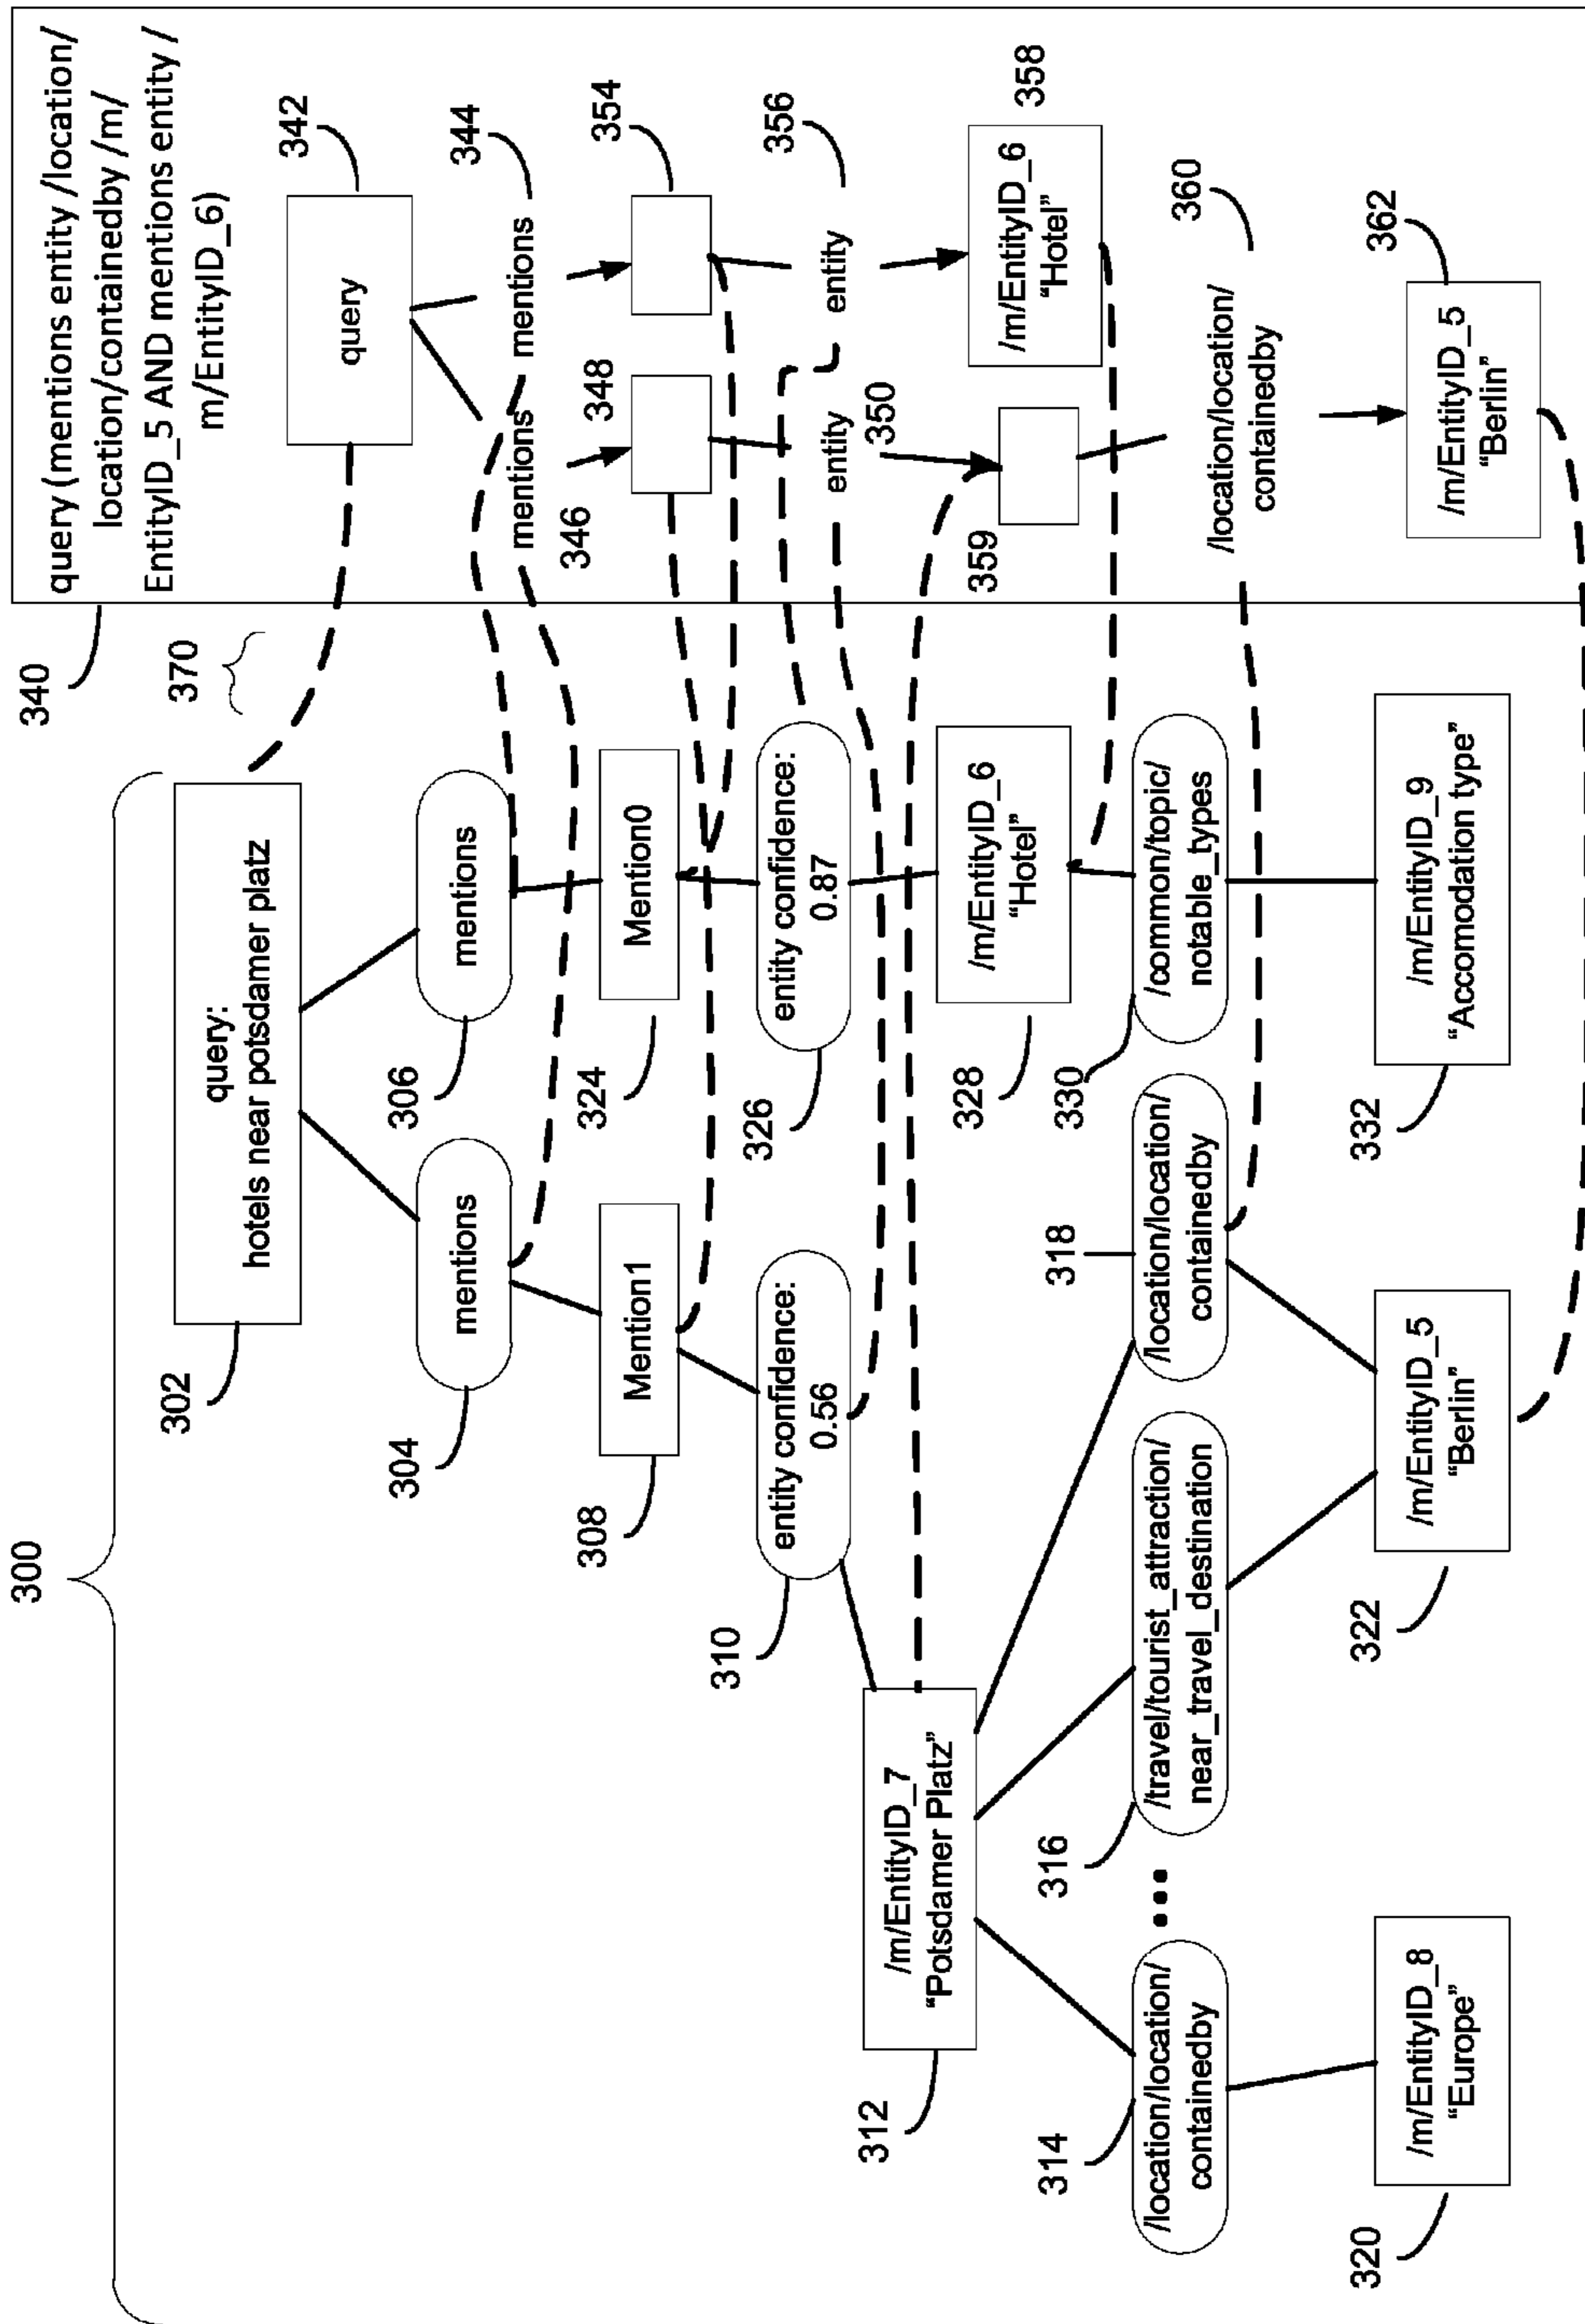 300
302
query:
hotels near potsdamer platz
304
mentions
306
mentions
308
Mention1
324
Mention0
310
entity confidence:
0.56
326
entity confidence:
0.87
312
/m/EntityID_7
“Potsdamer Platz”
328
/m/EntityID_6
“Hotel”
314
/location/location/
containedby
•••
316
/travel/tourist_attraction/
near_travel_destination
318
/location/location/
containedby
330
/common/topic/
notable_types
320
/m/EntityID_8
“Europe”
322
/m/EntityID_5
“Berlin”
332
/m/EntityID_9
“Accomodation type”
340
370
query (mentions entity /location/
location/containedby /m/
EntityID_5 AND mentions entity /
m/EntityID_6)
342
query
344
mentions
mentions
346
348
354
entity
entity
350
356
358
/m/EntityID_6
“Hotel”
359
360
/location/location/
containedby
362
/m/EntityID_5
“Berlin”